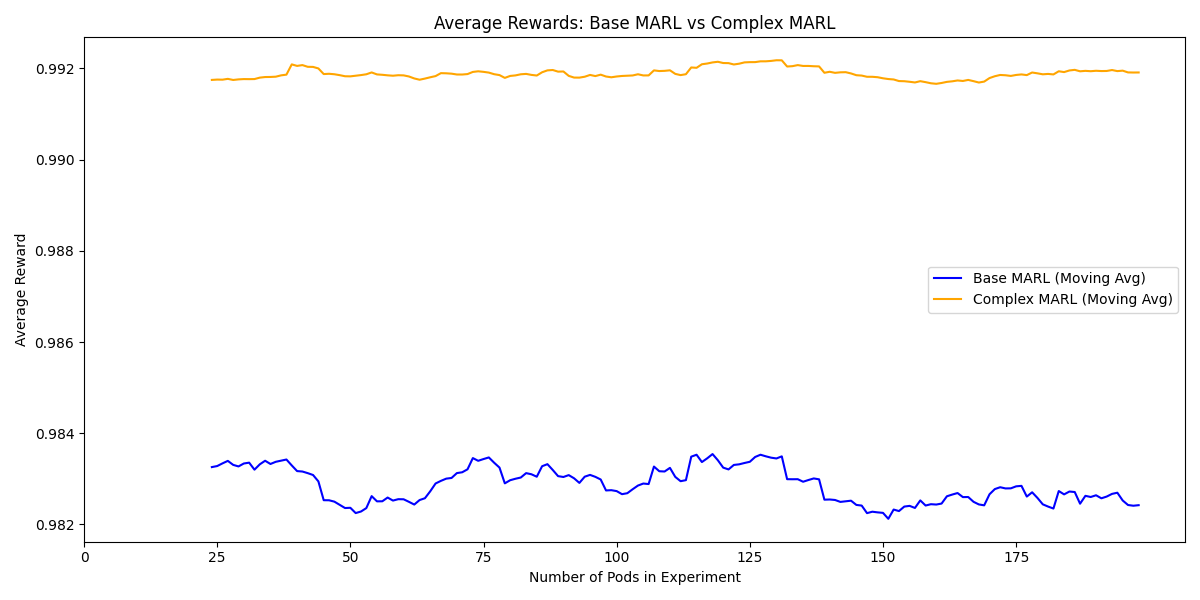 Average Rewards: Base MARL vs Complex MARL
0.992
0.990
0.988
0.986
0.984
0.982
Average Reward
Base MARL (Moving Avg)
Complex MARL (Moving Avg)
0 25 50 75 100 125 150 175
Number of Pods in Experiment